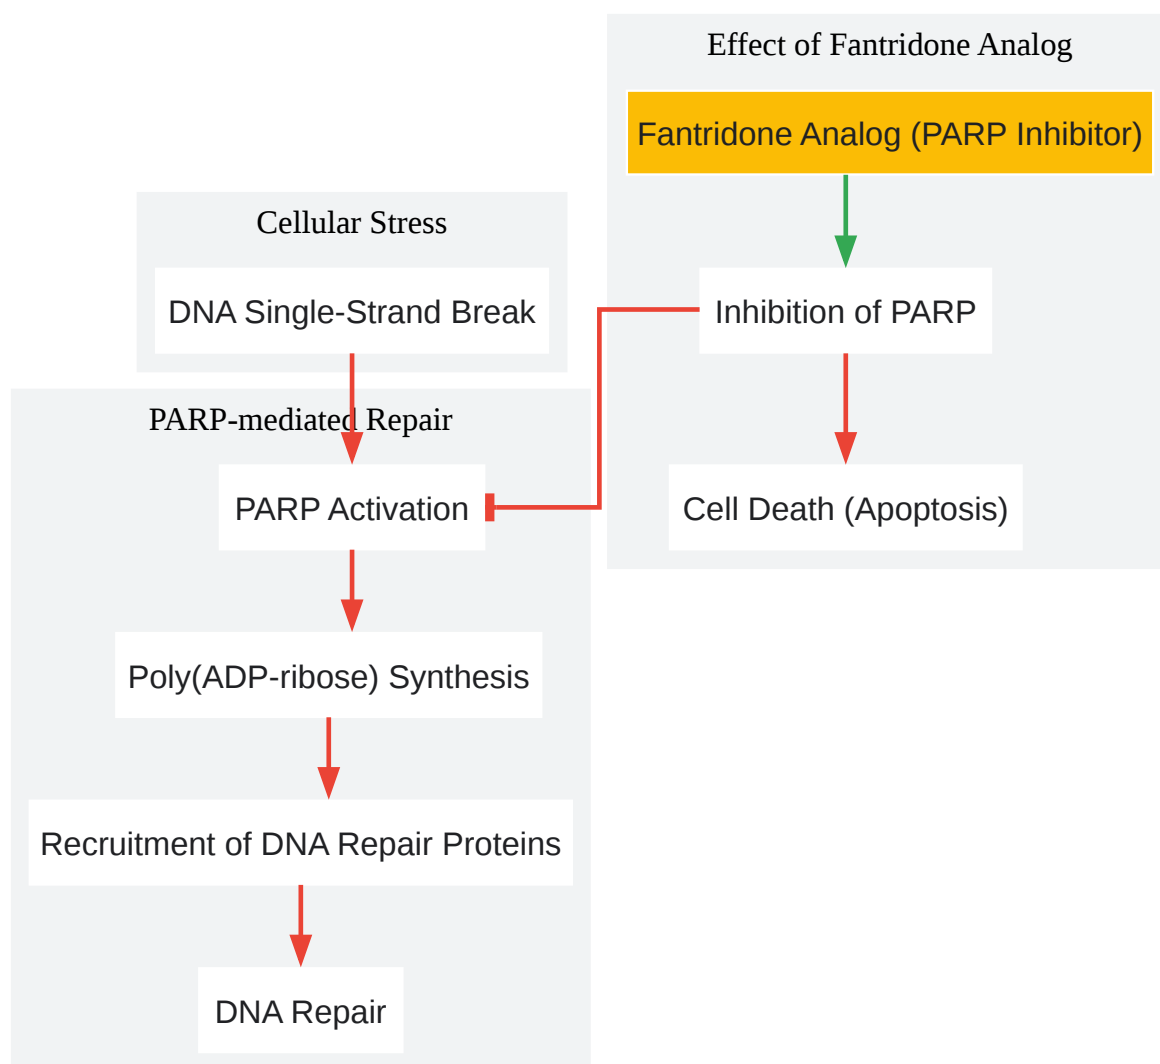 Effect of Fantridone Analog
Fantridone Analog (PARP Inhibitor)
Cellular Stress
DNA Single-Strand Break
Inhibition of PARP
PARP-mediated Repair
PARP Activation
Cell Death (Apoptosis)
Poly(ADP-ribose) Synthesis
Recruitment of DNA Repair Proteins
DNA Repair